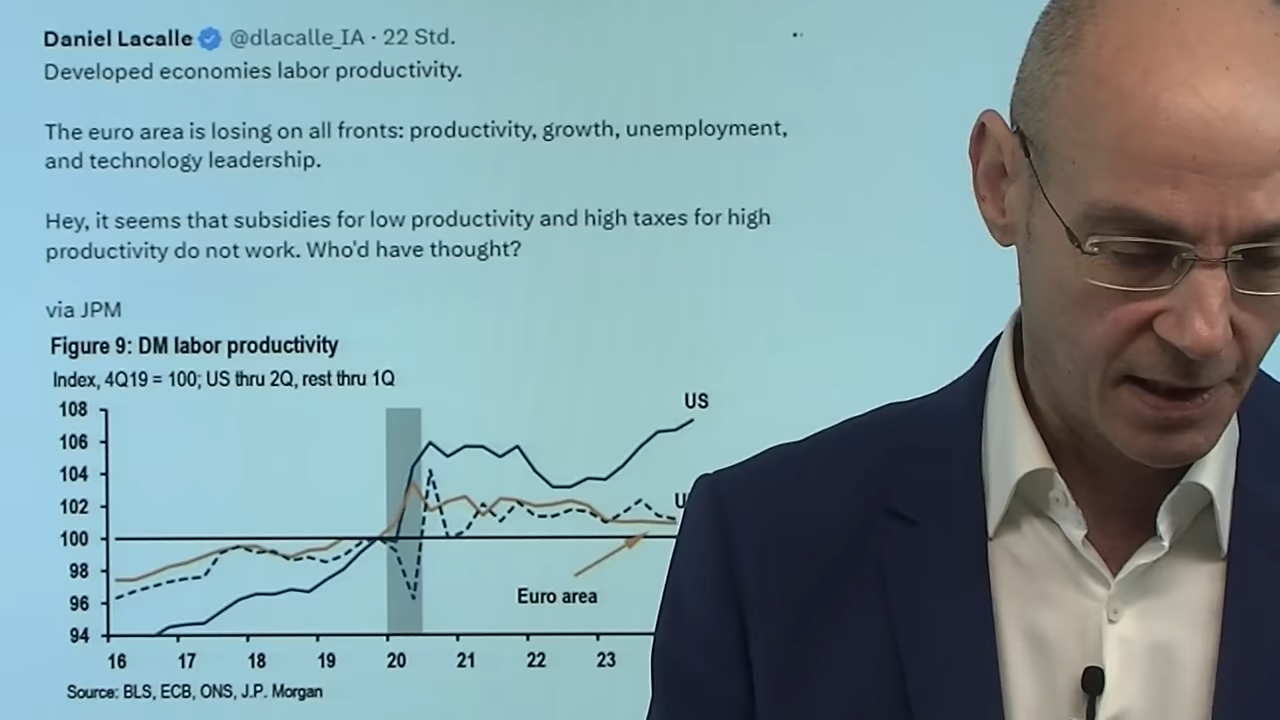 Daniel Lacalle @dlacalle_IA · 22 Std.
Developed economies labor productivity.
The euro area is losing on all fronts: productivity, growth, unemployment,
and technology leadership.
Hey, it seems that subsidies for low productivity and high taxes for high
productivity do not work. Who'd have thought?
via JPM
Figure 9: DM labor productivity
Index, 4Q19 = 100; US thru 2Q, rest thru 1Q
108
US
106
104
102
U
100
98
Euro area
96
94
16 17 18 19 20 21 22 23
Source: BLS, ECB, ONS, J.P. Morgan